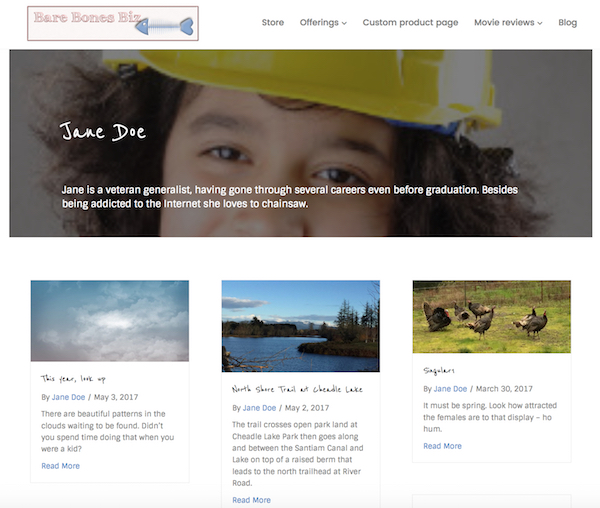 Bare Bones Biz
Store Offerings Custom product page Movie reviews Blog
Jane Doe
Jane is a veteran generalist, having gone through several careers even before graduation. Besides
being addicted to the Internet she loves to chainsaw.
This year, look up
By Jane Doe / May 3, 2017
There are beautiful patterns in the
clouds waiting to be found. Didn't
you spend time doing that when you
were a kid?
Read More
North Shore Trail at Cheadle Lake
By Jane Doe / May 2, 2017
The trail crosses open park land at
Cheadle Lake Park then goes along
and between the Santiam Canal and
Lake on top of a raised berm that
leads to the north trailhead at River
Road.
Read More
Singulars
By Jane Doe / March 30, 2017
It must be spring. Look how attracted
the females are to that display – ho
hum.
Read More